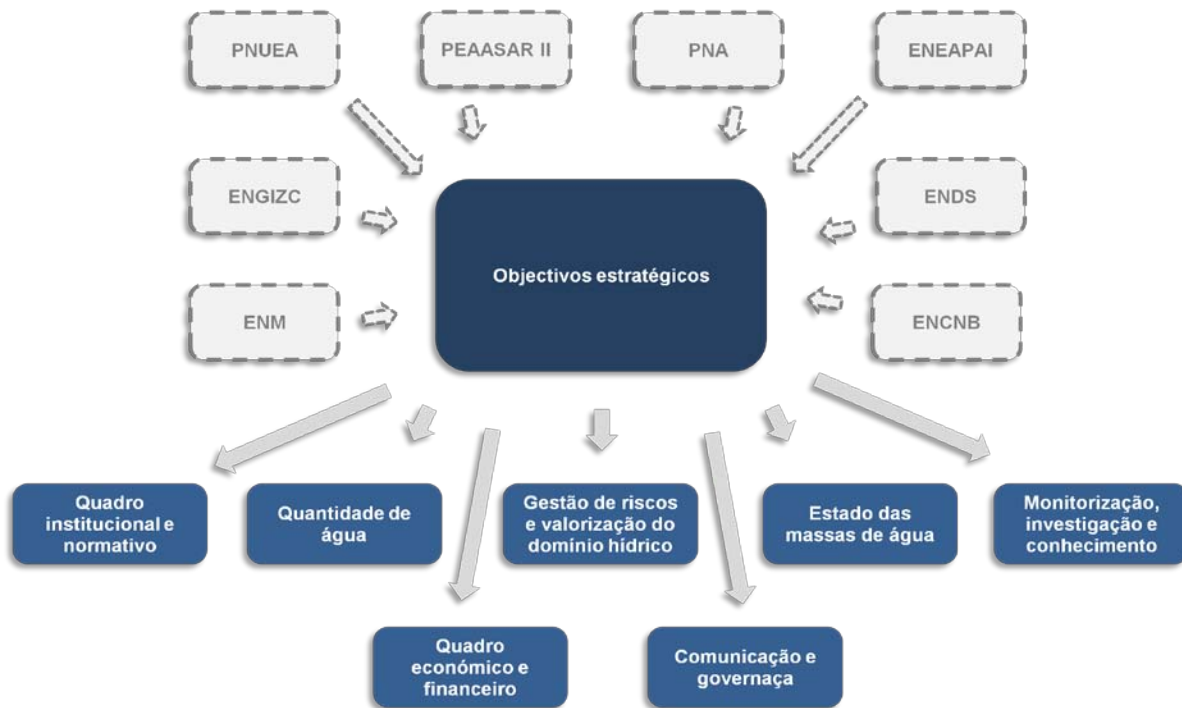 PNUEA
PEAASAR II
PNA
ENEAPAI
ENGIZC
ENDS
Objectivos estratégicos
ENM
ENCNB
Quadro
institucional e
normativo
Quantidade de
água
Gestão de riscos
e valorização do
domínio hídrico
Estado das
massas de água
Monitorização,
investigação e
conhecimento
Quadro
económico e
financeiro
Comunicação e
governaça